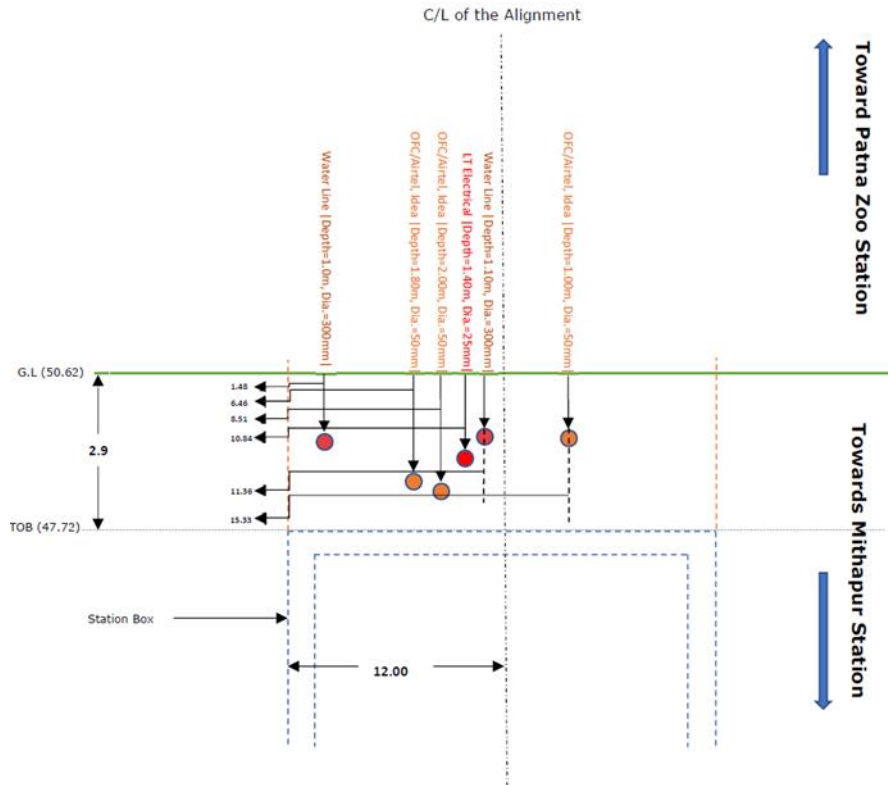 C/L of the Alignment
Toward Patna Zoo Station
Water Line |Depth=1.0m, Dia.=300mm|
OFC/Airtel, Idea |Depth=1.80m, Dia.=50mm|
OFC/Airtel, Idea |Depth=2.00m, Dia.=50mm|
LT Electrical |Depth=1.40m, Dia.=25mm|
Water Line |Depth=1.10m, Dia.=300mm|
OFC/Airtel, Idea |Depth=1.00m, Dia.=50mm|
G.L (50.62)
1.48
6.46
8.51
10.84
2.9
11.36
15.33
TOB (47.72)
Towards Mithapur Station
Station Box
12.00